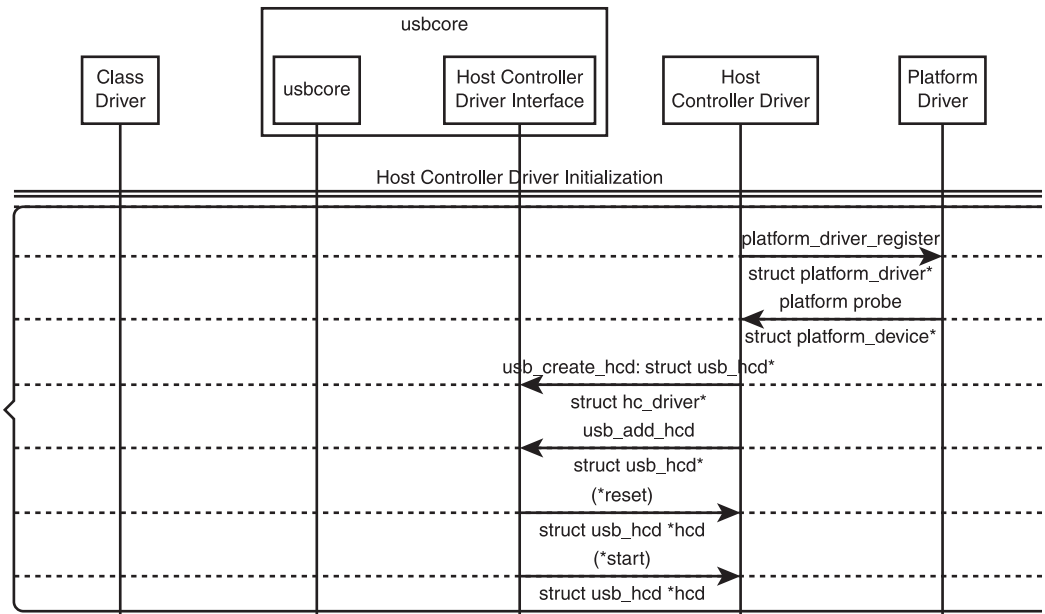 usbcore
Class
Driver
usbcore
Host Controller
Driver Interface
Host
Controller Driver
Platform
Driver
Host Controller Driver Initialization
platform_driver_register
struct platform_driver*
platform probe
struct platform_device*
usb_create_hcd: struct usb_hcd*
struct hc_driver*
usb_add_hcd
struct usb_hcd*
(*reset)
struct usb_hcd *hcd
(*start)
struct usb_hcd *hcd